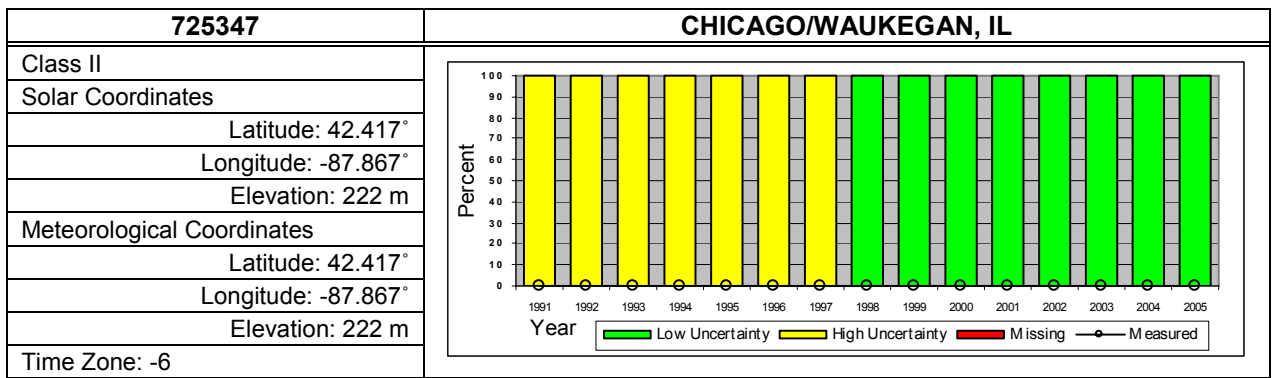 725347
CHICAGO/WAUKEGAN, IL
Class II
Solar Coordinates
Latitude: 42.417˚
Longitude: -87.867˚
Elevation: 222 m
Meteorological Coordinates
Latitude: 42.417˚
Longitude: -87.867˚
Elevation: 222 m
Time Zone: -6
Percent
100
90
80
70
60
50
40
30
20
10
0
1991 1992 1993 1994 1995 1996 1997 1998 1999 2000 2001 2002 2003 2004 2005
Year
Low Uncertainty High Uncertainty Missing Measured